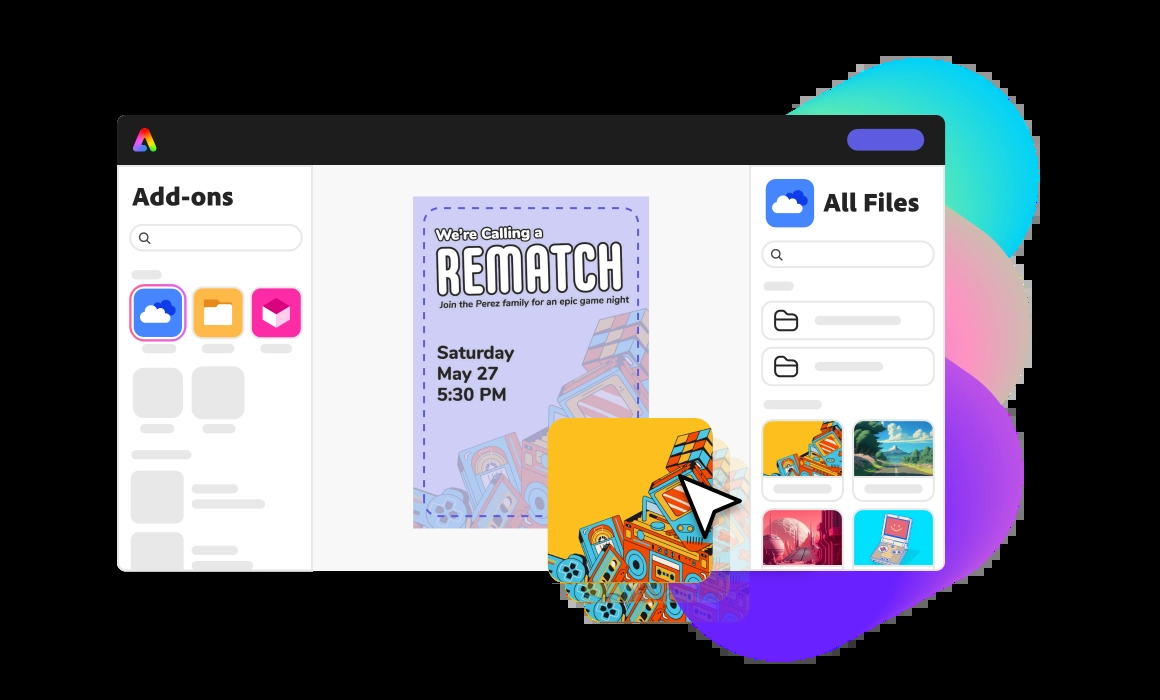 Add-ons
We're Calling a
REMATCH
Join the Perez family for an epic game night
Saturday
May 27
5:30 PM
All Files